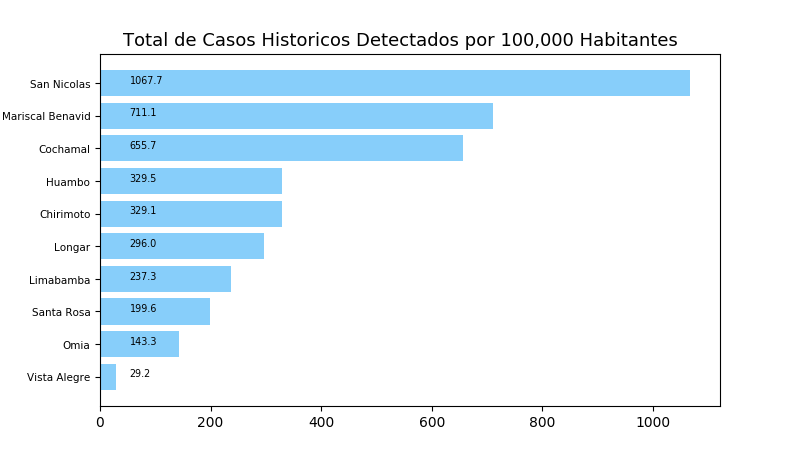 Total de Casos Historicos Detectados por 100,000 Habitantes
San Nicolas 1067.7
Mariscal Benavid 711.1
Cochamal 655.7
Huambo 329.5
Chirimoto 329.1
Longar 296.0
Limabamba 237.3
Santa Rosa 199.6
Omia 143.3
Vista Alegre 29.2
0 200 400 600 800 1000